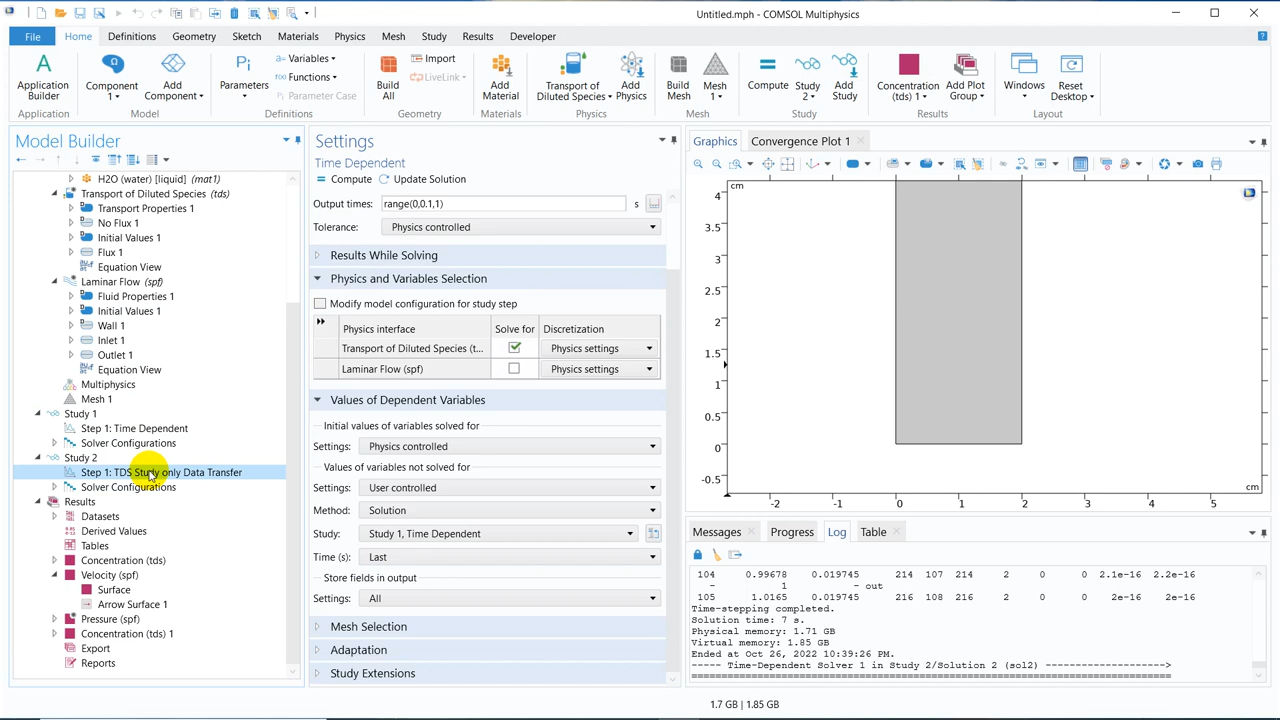 Untitled.mph - COMSOL Multiphysics
File Home Definitions Geometry Sketch Materials Physics Mesh Study Results Developer
A Application Builder
Application
Component 1
Add Component
Model
Pi Parameters
a= Variables
f(x) Functions
Parameter Case
Definitions
Build All
Import
LiveLink
Geometry
Add Material
Materials
Transport of Diluted Species
Add Physics
Physics
Build Mesh
Mesh 1
Mesh
Compute
Study 2
Add Study
Study
Concentration (tds) 1
Add Plot Group
Results
Windows
Reset Desktop
Layout
Model Builder
H2O (water) [liquid] (mat1)
Transport of Diluted Species (tds)
Transport Properties 1
No Flux 1
Initial Values 1
Flux 1
Equation View
Laminar Flow (spf)
Fluid Properties 1
Initial Values 1
Wall 1
Inlet 1
Outlet 1
Equation View
Multiphysics
Mesh 1
Study 1
Step 1: Time Dependent
Solver Configurations
Study 2
Step 1: TDS Study only Data Transfer
Solver Configurations
Results
Datasets
Derived Values
Tables
Concentration (tds)
Velocity (spf)
Surface
Arrow Surface 1
Pressure (spf)
Concentration (tds) 1
Export
Reports
Settings
Time Dependent
= Compute Update Solution
Output times: range(0,0.1,1) s
Tolerance: Physics controlled
Results While Solving
Physics and Variables Selection
Modify model configuration for study step
Physics interface Solve for Discretization
Transport of Diluted Species (t... Physics settings
Laminar Flow (spf) Physics settings
Values of Dependent Variables
Initial values of variables solved for
Settings: Physics controlled
Values of variables not solved for
Settings: User controlled
Method: Solution
Study: Study 1, Time Dependent
Time (s): Last
Store fields in output
Settings: All
Mesh Selection
Adaptation
Study Extensions
Graphics Convergence Plot 1
cm
4
3.5
3
2.5
2
1.5
1
0.5
0
-0.5
cm
-2 -1 0 1 2 3 4 5
Messages Progress Log Table
104 0.99678 0.019745 214 107 214 2 0 0 2.1e-16 2.2e-16
- 1 - out
105 1.0165 0.019745 216 108 216 2 0 0 2e-16 2e-16
Time-stepping completed.
Solution time: 7 s.
Physical memory: 1.71 GB
Virtual memory: 1.85 GB
Ended at Oct 26, 2022 10:39:26 PM.
----- Time-Dependent Solver 1 in Study 2/Solution 2 (sol2) -------------------->
1.7 GB | 1.85 GB